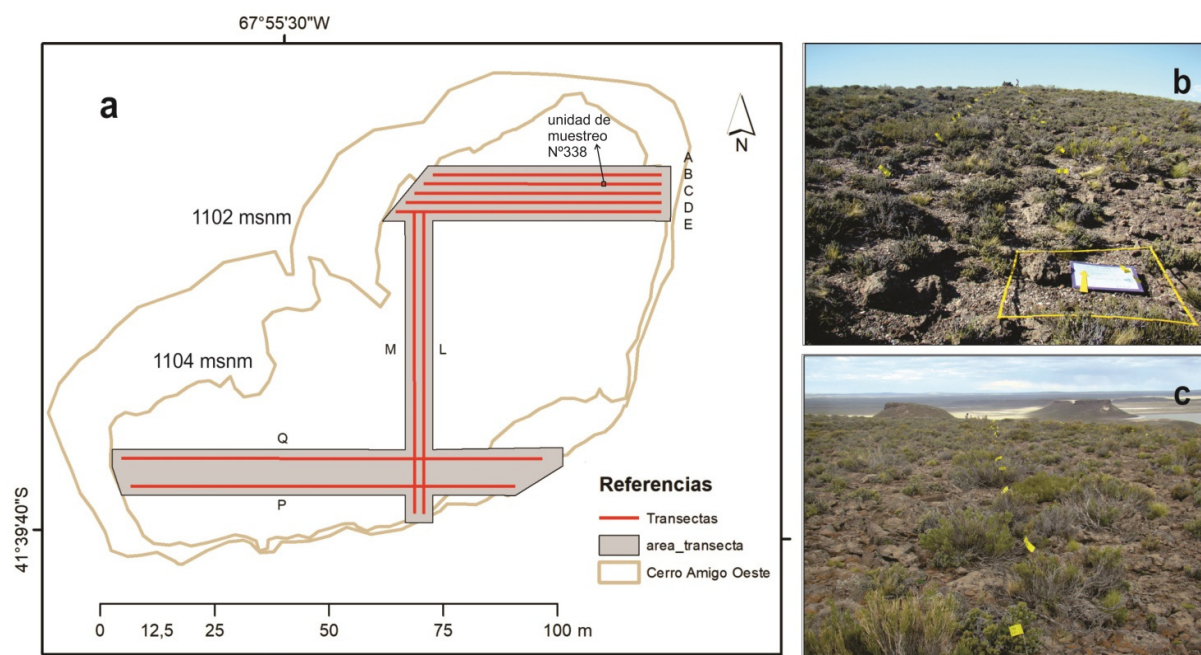 67°55'30"W
a
unidad de
muestreo
Nº338
N
A
B
C
D
E
1102 msnm
1104 msnm
M
L
Q
P
41°39'40"S
Referencias
Transectas
area_transecta
Cerro Amigo Oeste
0 12,5 25 50 75 100 m
b
c